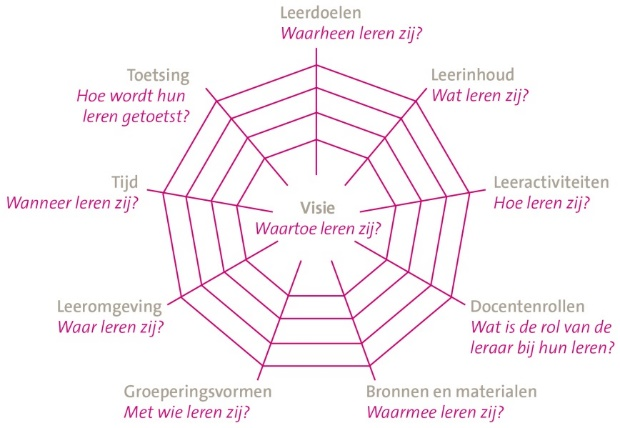 Leerdoelen
Waarheen leren zij?
Leerinhoud
Wat leren zij?
Leeractiviteiten
Hoe leren zij?
Docentenrollen
Wat is de rol van de
leraar bij hun leren?
Bronnen en materialen
Waarmee leren zij?
Groeperingsvormen
Met wie leren zij?
Leeromgeving
Waar leren zij?
Tijd
Wanneer leren zij?
Toetsing
Hoe wordt hun
leren getoetst?
Visie
Waartoe leren zij?